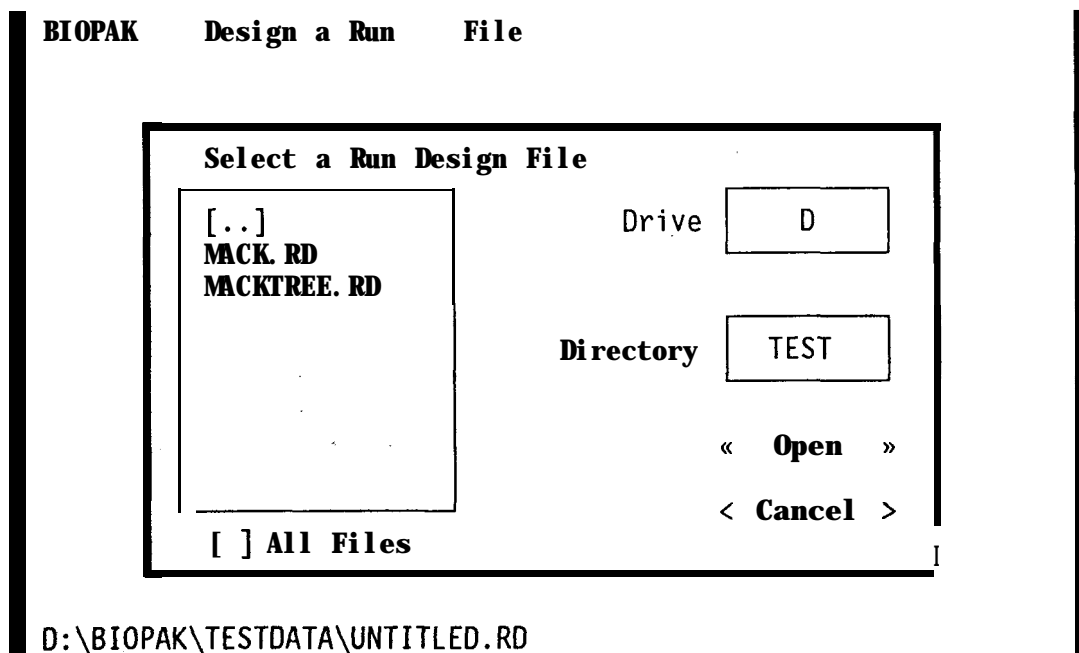 BIOPAK Design a Run File
Select a Run Design File
[..]
MACK.RD
MACKTREE.RD
Drive D
Directory TEST
« Open »
< Cancel >
[ ] All Files
D:\BIOPAK\TESTDATA\UNTITLED.RD